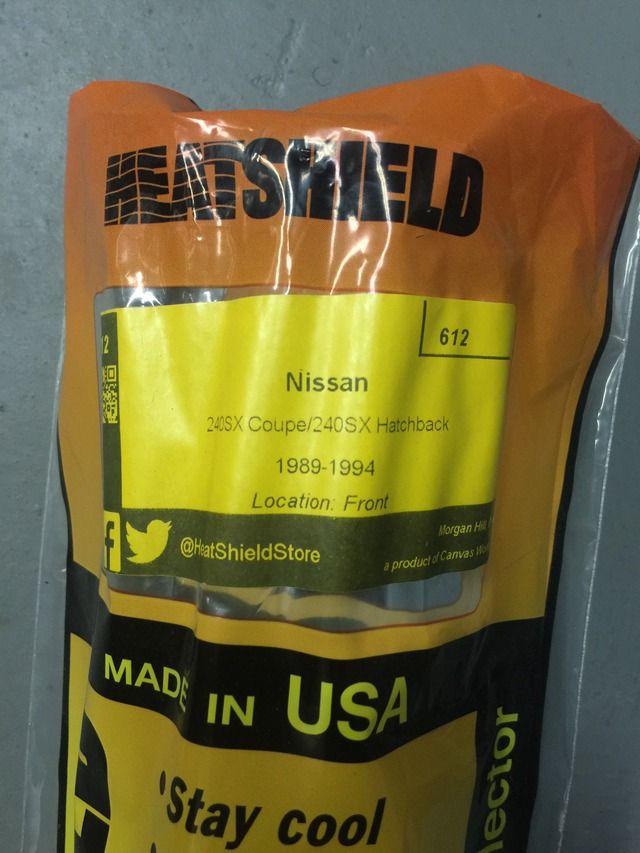 HEATSHIELD
612
2
Nissan
240SX Coupe/240SX Hatchback
1989-1994
Location: Front
@HeatShieldStore
Morgan Hill,
a product of Canvas
MADE IN USA
'Stay cool
lector